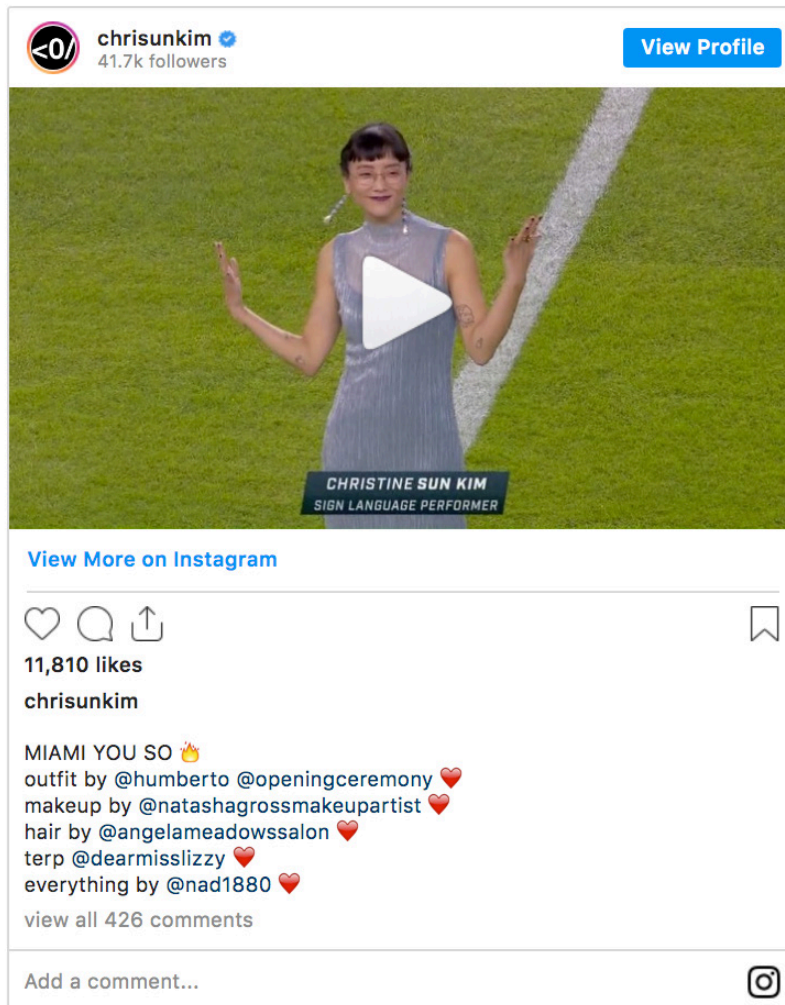 <0/
chrisunkim
41.7k followers
View Profile
CHRISTINE SUN KIM
SIGN LANGUAGE PERFORMER
View More on Instagram
11,810 likes
chrisunkim
MIAMI YOU SO 🔥
outfit by @humberto @openingceremony ❤️
makeup by @natashagrossmakeupartist ❤️
hair by @angelameadowssalon ❤️
terp @dearmisslizzy ❤️
everything by @nad1880 ❤️
view all 426 comments
Add a comment...